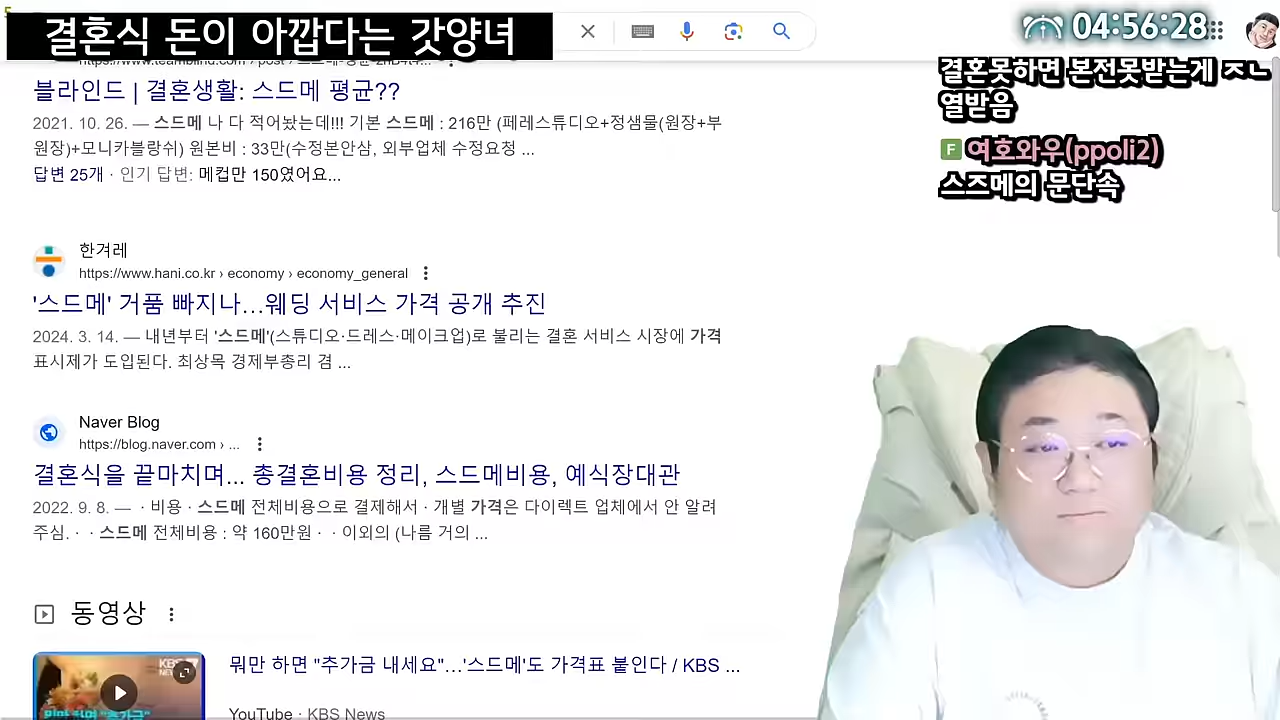 결혼식 돈이 아깝다는 갓양녀
04:56:28
결혼못하면 본전못받는게 ㅈㄴ
열받음
F 여호와우(ppoli2)
스즈메의 문단속
블라인드 | 결혼생활: 스드메 평균??
2021. 10. 26. — 스드메 나 다 적어놨는데!!! 기본 스드메 : 216만 (페레스튜디오+정샘물(원장+부
원장)+모니카블랑쉬) 원본비 : 33만(수정본안삼, 외부업체 수정요청 ...
답변 25개 · 인기 답변: 메컵만 150였어요...
한겨레
https://www.hani.co.kr › economy › economy_general
'스드메' 거품 빠지나…웨딩 서비스 가격 공개 추진
2024. 3. 14. — 내년부터 '스드메'(스튜디오·드레스·메이크업)로 불리는 결혼 서비스 시장에 가격
표시제가 도입된다. 최상목 경제부총리 겸 ...
Naver Blog
https://blog.naver.com › ...
결혼식을 끝마치며... 총결혼비용 정리, 스드메비용, 예식장대관
2022. 9. 8. — · 비용 · 스드메 전체비용으로 결제해서 · 개별 가격은 다이렉트 업체에서 안 알려
주심. · · 스드메 전체비용 : 약 160만원 · · 이외의 (나름 거의 ...
동영상
KBS
뭐만 하면 "추가금 내세요"…'스드메'도 가격표 붙인다 / KBS ...
YouTube · KBS News